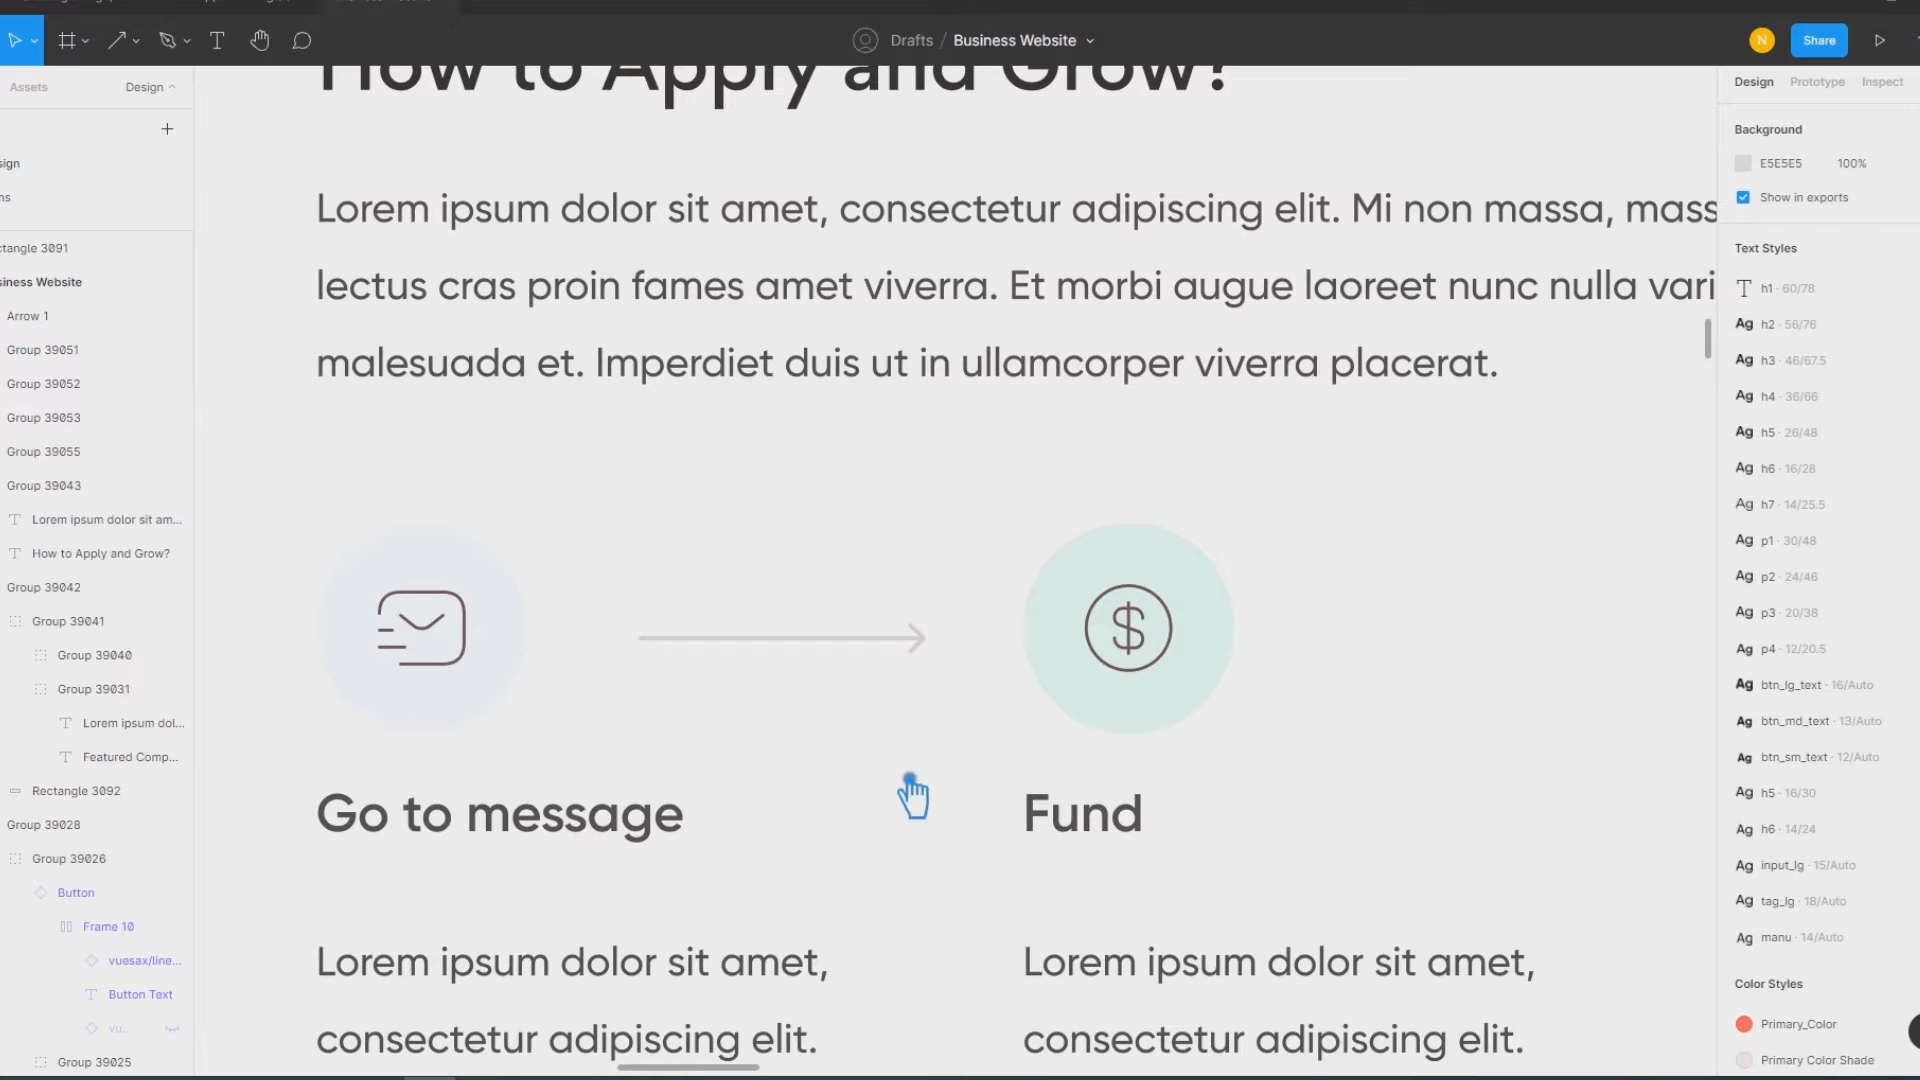 Drafts / Business Website
N
Share
Assets
Design
sign
ns
ctangle 3091
siness Website
Arrow 1
Group 39051
Group 39052
Group 39053
Group 39055
Group 39043
Lorem ipsum dolor sit am...
How to Apply and Grow?
Group 39042
Group 39041
Group 39040
Group 39031
Lorem ipsum dol...
Featured Comp...
Rectangle 3092
Group 39028
Group 39026
Button
Frame 10
vuesax/line...
Button Text
vu...
Group 39025
How to Apply and Grow?
Lorem ipsum dolor sit amet, consectetur adipiscing elit. Mi non massa, mass
lectus cras proin fames amet viverra. Et morbi augue laoreet nunc nulla vari
malesuada et. Imperdiet duis ut in ullamcorper viverra placerat.
$
Go to message
Fund
Lorem ipsum dolor sit amet,
consectetur adipiscing elit.
Lorem ipsum dolor sit amet,
consectetur adipiscing elit.
Design Prototype Inspect
Background
E5E5E5 100%
Show in exports
Text Styles
T h1 · 60/78
Ag h2 · 56/76
Ag h3 · 46/67.5
Ag h4 · 36/66
Ag h5 · 26/48
Ag h6 · 16/28
Ag h7 · 14/25.5
Ag p1 · 30/48
Ag p2 · 24/46
Ag p3 · 20/38
Ag p4 · 12/20.5
Ag btn_lg_text · 16/Auto
Ag btn_md_text · 13/Auto
Ag btn_sm_text · 12/Auto
Ag h5 · 16/30
Ag h6 · 14/24
Ag input_lg · 15/Auto
Ag tag_lg · 18/Auto
Ag manu · 14/Auto
Color Styles
Primary_Color
Primary Color Shade